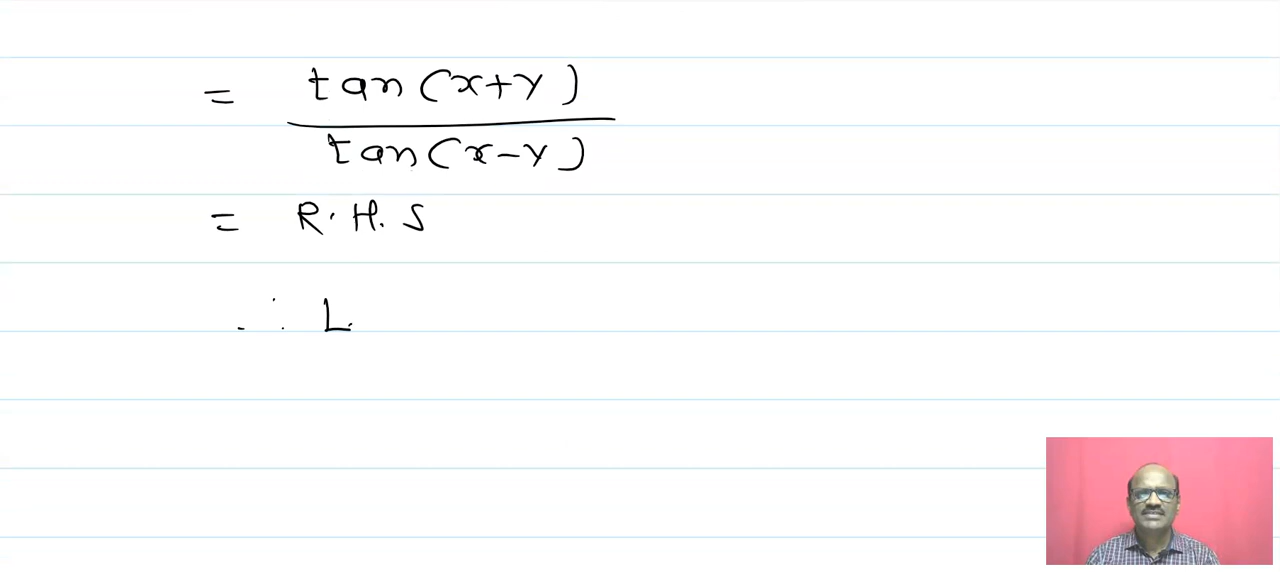 = tan(x+y)
tan(x-y)
= R.H.S
∴ L.